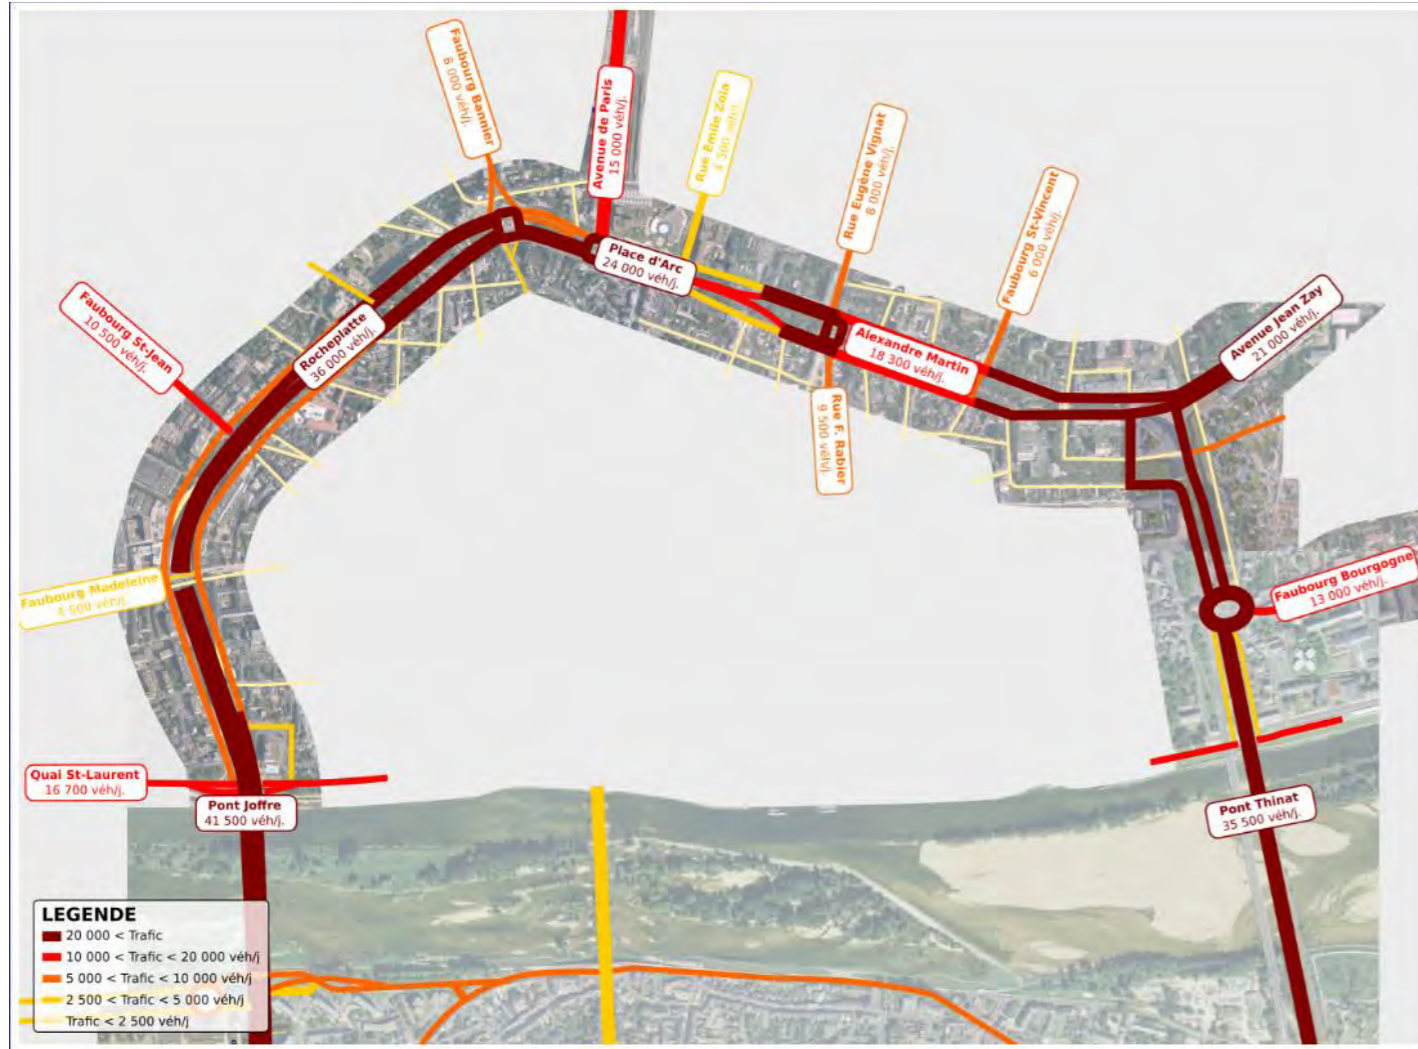 Faubourg Bannier
8 000 véh/j.
Avenue de Paris
15 000 véh/j.
Rue Emile Zola
4 500 véh/j.
Rue Eugène Vignat
8 000 véh/j.
Faubourg St-Vincent
6 000 véh/j.
Place d'Arc
24 000 véh/j.
Faubourg St-Jean
10 500 véh/j.
Rocheplatte
36 000 véh/j.
Alexandre Martin
18 300 véh/j.
Avenue Jean Zay
21 000 véh/j.
Rue F. Rabier
9 500 véh/j.
Faubourg Madeleine
4 500 véh/j.
Faubourg Bourgogne
13 000 véh/j.
Quai St-Laurent
16 700 véh/j.
Pont Joffre
41 500 véh/j.
Pont Thinat
35 500 véh/j.
LEGENDE
20 000 < Trafic
10 000 < Trafic < 20 000 véh/j
5 000 < Trafic < 10 000 véh/j
2 500 < Trafic < 5 000 véh/j
Trafic < 2 500 véh/j